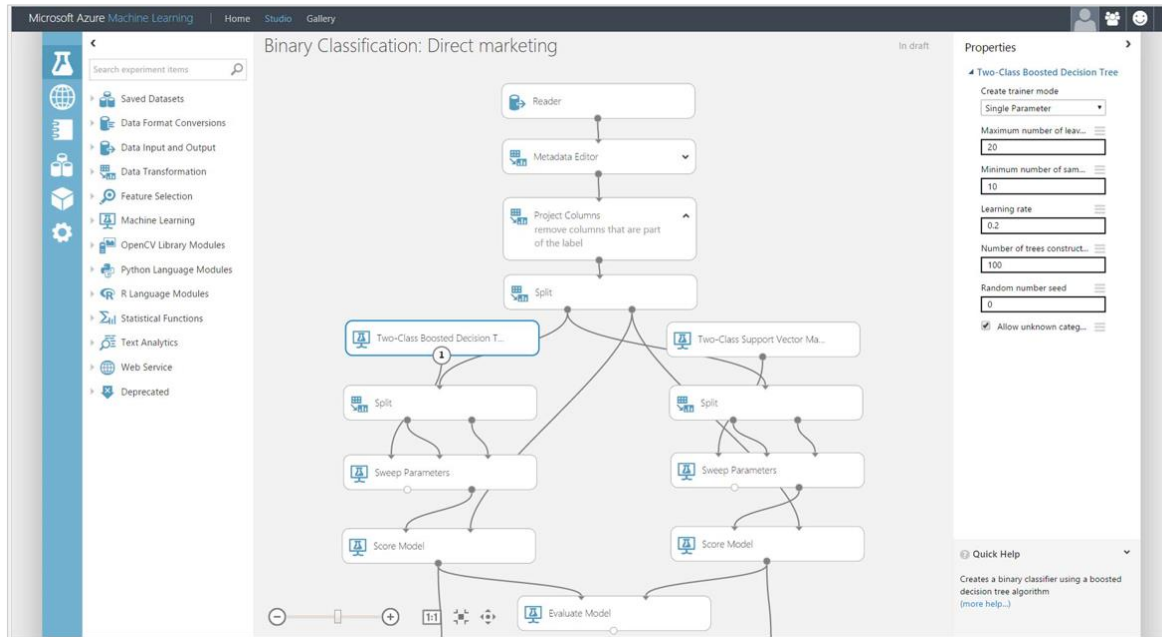 Microsoft Azure Machine Learning | Home Studio Gallery
Binary Classification: Direct marketing
In draft
Search experiment items
Saved Datasets
Data Format Conversions
Data Input and Output
Data Transformation
Feature Selection
Machine Learning
OpenCV Library Modules
Python Language Modules
R Language Modules
Statistical Functions
Text Analytics
Web Service
Deprecated
Reader
Metadata Editor
Project Columns
remove columns that are part
of the label
Split
Two-Class Boosted Decision T...
1
Two-Class Support Vector Ma...
Split
Split
Sweep Parameters
Sweep Parameters
Score Model
Score Model
Evaluate Model
1:1
Properties
Two-Class Boosted Decision Tree
Create trainer mode
Single Parameter
Maximum number of leav...
20
Minimum number of sam...
10
Learning rate
0.2
Number of trees construct...
100
Random number seed
0
Allow unknown categ...
Quick Help
Creates a binary classifier using a boosted
decision tree algorithm
(more help...)